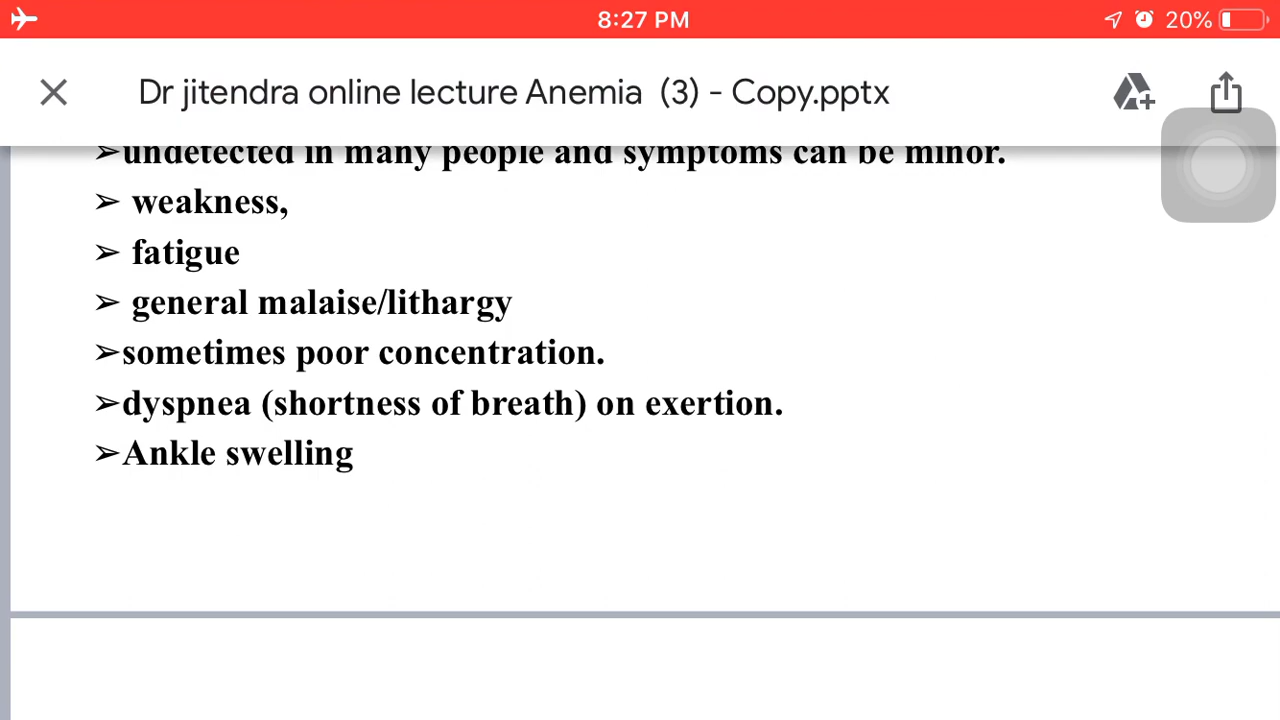 8:27 PM
20%
Dr jitendra online lecture Anemia (3) - Copy.pptx
➢undetected in many people and symptoms can be minor.
➢ weakness,
➢ fatigue
➢ general malaise/lithargy
➢sometimes poor concentration.
➢dyspnea (shortness of breath) on exertion.
➢Ankle swelling